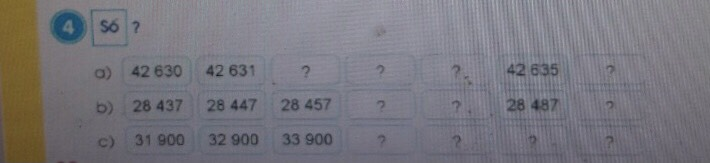 4 Số ?
a) 42 630 42 631 ? ? ? 42 635 ?
b) 28 437 28 447 28 457 ? ? 28 487 ?
c) 31 900 32 900 33 900 ? ? ? ?